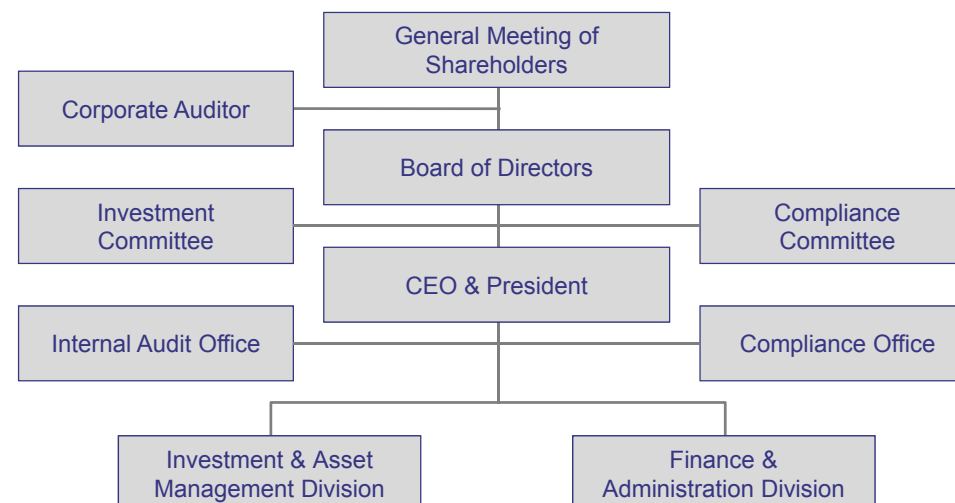 General Meeting of
Shareholders
Corporate Auditor
Board of Directors
Investment
Committee
Compliance
Committee
CEO & President
Internal Audit Office
Compliance Office
Investment & Asset
Management Division
Finance &
Administration Division